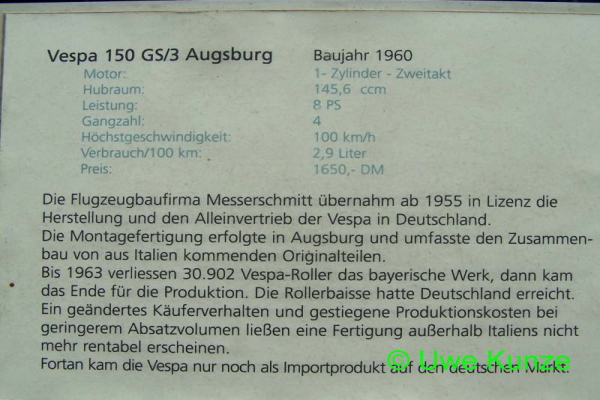 Vespa 150 GS/3 Augsburg Baujahr 1960
Motor: 1- Zylinder - Zweitakt
Hubraum: 145,6 ccm
Leistung: 8 PS
Gangzahl: 4
Höchstgeschwindigkeit: 100 km/h
Verbrauch/100 km: 2,9 Liter
Preis: 1650,- DM
Die Flugzeugbaufirma Messerschmitt übernahm ab 1955 in Lizenz die
Herstellung und den Alleinvertrieb der Vespa in Deutschland.
Die Montagefertigung erfolgte in Augsburg und umfasste den Zusammen-
bau von aus Italien kommenden Originalteilen.
Bis 1963 verliessen 30.902 Vespa-Roller das bayerische Werk, dann kam
das Ende für die Produktion. Die Rollerbaisse hatte Deutschland erreicht.
Ein geändertes Käuferverhalten und gestiegene Produktionskosten bei
geringerem Absatzvolumen ließen eine Fertigung außerhalb Italiens nicht
mehr rentabel erscheinen.
Fortan kam die Vespa nur noch als Importprodukt auf den deutschen Markt.
© Uwe Kunze